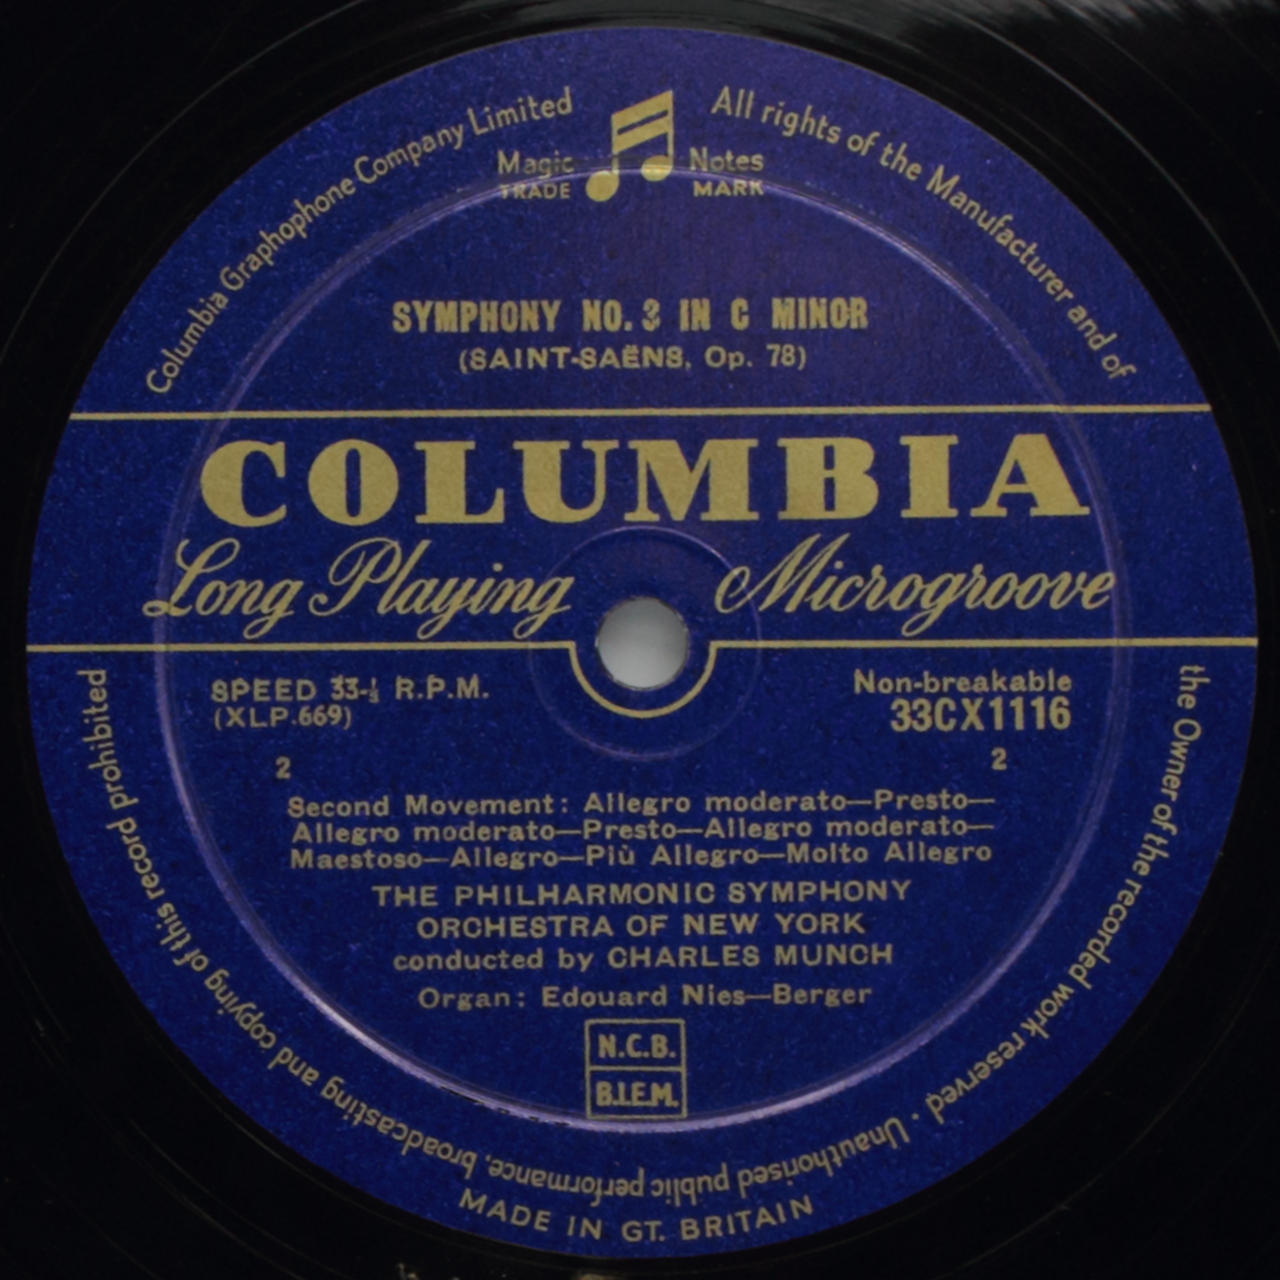 Columbia Graphophone Company Limited
All rights of the Manufacturer and of the Owner of the recorded work reserved · Unauthorised public performance, broadcasting and copying of this record prohibited
Magic Notes
TRADE MARK
SYMPHONY NO. 3 IN C MINOR
(SAINT-SAËNS, Op. 78)
COLUMBIA
Long Playing Microgroove
SPEED 33-⅓ R.P.M.
(XLP.669)
Non-breakable
33CX1116
2 2
Second Movement: Allegro moderato—Presto—
Allegro moderato—Presto—Allegro moderato—
Maestoso—Allegro—Più Allegro—Molto Allegro
THE PHILHARMONIC SYMPHONY
ORCHESTRA OF NEW YORK
conducted by CHARLES MUNCH
Organ: Edouard Nies—Berger
N.C.B.
B.I.E.M.
MADE IN GT. BRITAIN